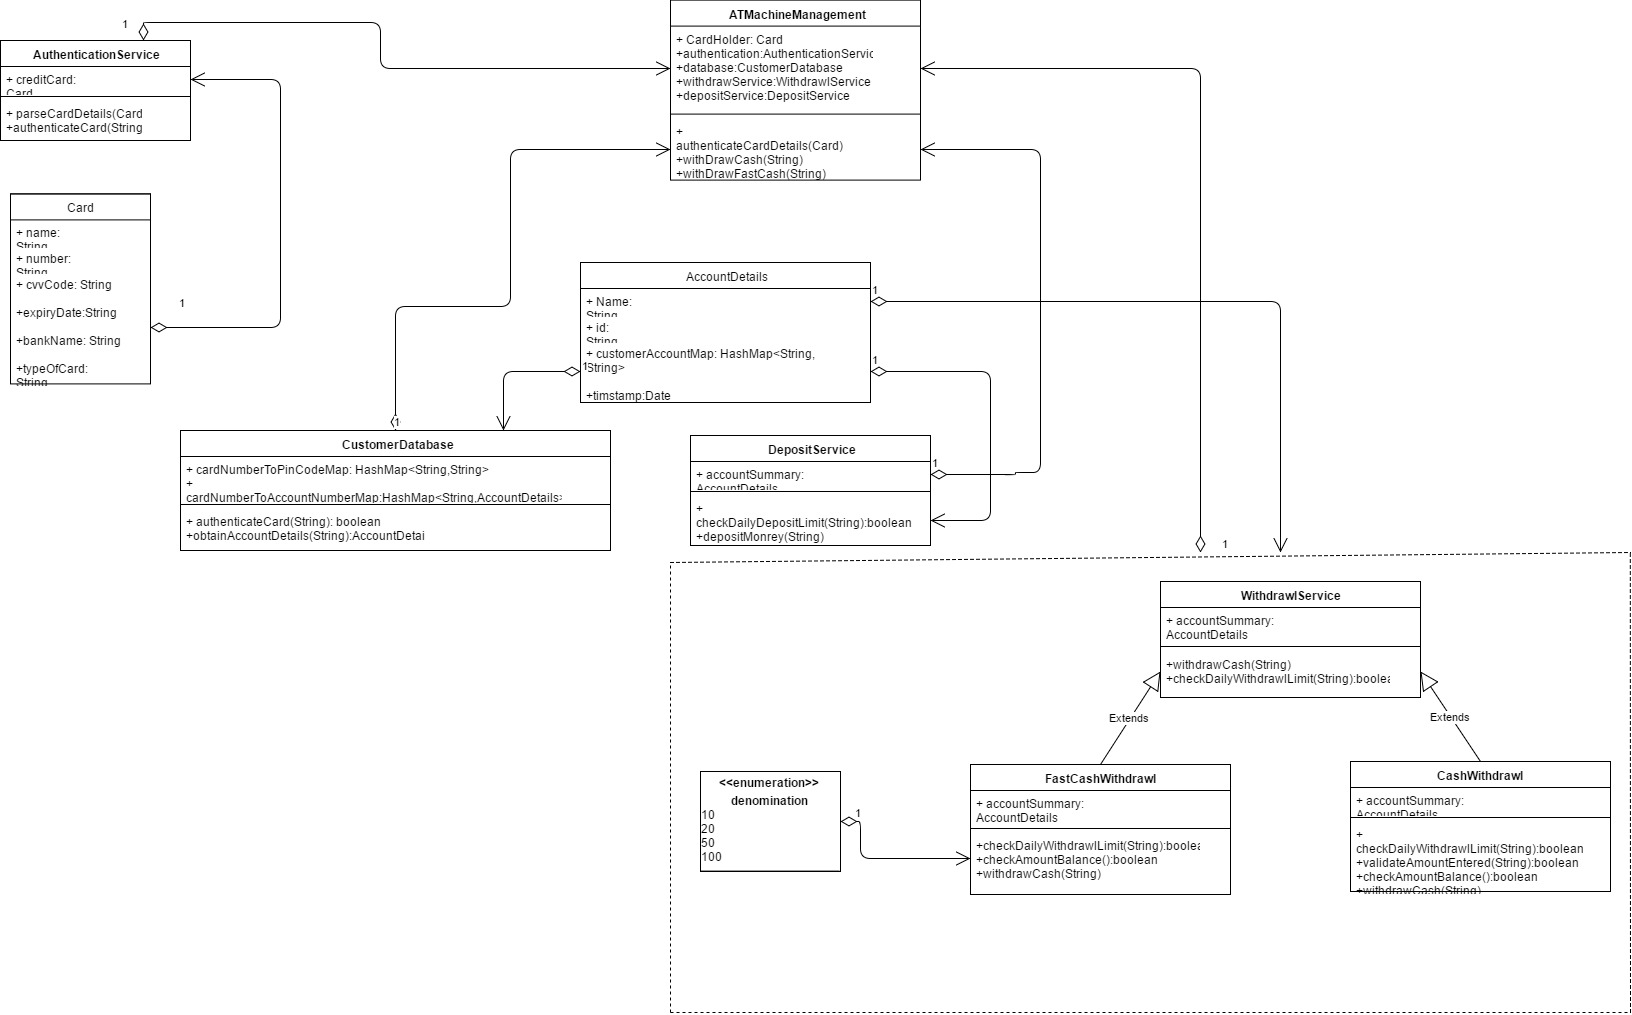 ATMachineManagement
+ CardHolder: Card
+authentication:AuthenticationServic
+database:CustomerDatabase
+withdrawService:WithdrawlService
+depositService:DepositService
+
authenticateCardDetails(Card)
+withDrawCash(String)
+withDrawFastCash(String)
1
AuthenticationService
+ creditCard:
Card
+ parseCardDetails(Card
+authenticateCard(String
Card
+ name:
String
+ number:
String
+ cvvCode: String
+expiryDate:String
+bankName: String
+typeOfCard:
String
1
AccountDetails
+ Name:
String
+ id:
String
+ customerAccountMap: HashMap<String,
String>
+timstamp:Date
1
1
1
1
CustomerDatabase
+ cardNumberToPinCodeMap: HashMap<String,String>
+
cardNumberToAccountNumberMap:HashMap<String,AccountDetails>
+ authenticateCard(String): boolean
+obtainAccountDetails(String):AccountDetai
DepositService
+ accountSummary:
AccountDetails
+
checkDailyDepositLimit(String):boolean
+depositMonrey(String)
1
1
WithdrawlService
+ accountSummary:
AccountDetails
+withdrawCash(String)
+checkDailyWithdrawlLimit(String):boolea
Extends
Extends
<<enumeration>>
denomination
10
20
50
100
1
FastCashWithdrawl
+ accountSummary:
AccountDetails
+checkDailyWithdrawlLimit(String):boolea
+checkAmountBalance():boolean
+withdrawCash(String)
CashWithdrawl
+ accountSummary:
AccountDetails
+
checkDailyWithdrawlLimit(String):boolean
+validateAmountEntered(String):boolean
+checkAmountBalance():boolean
+withdrawCash(String)